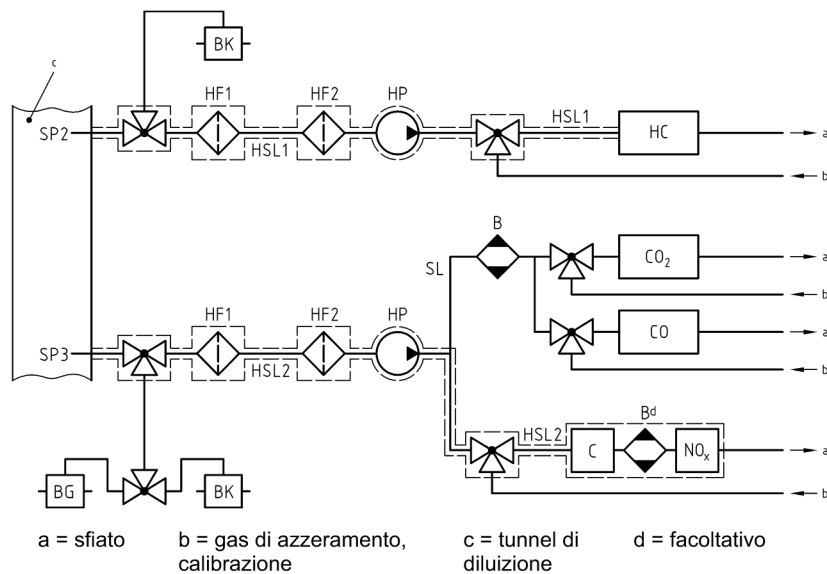 BK
c
HF1 HF2 HP
HSL1
SP2 HC a
HSL1
b
B
CO2 a
SL
b
HF1 HF2 HP
CO a
SP3
HSL2 b
Bd
HSL2
C NOx a
BG BK b
a = sfiato b = gas di azzeramento, c = tunnel di d = facoltativo
calibrazione diluizione